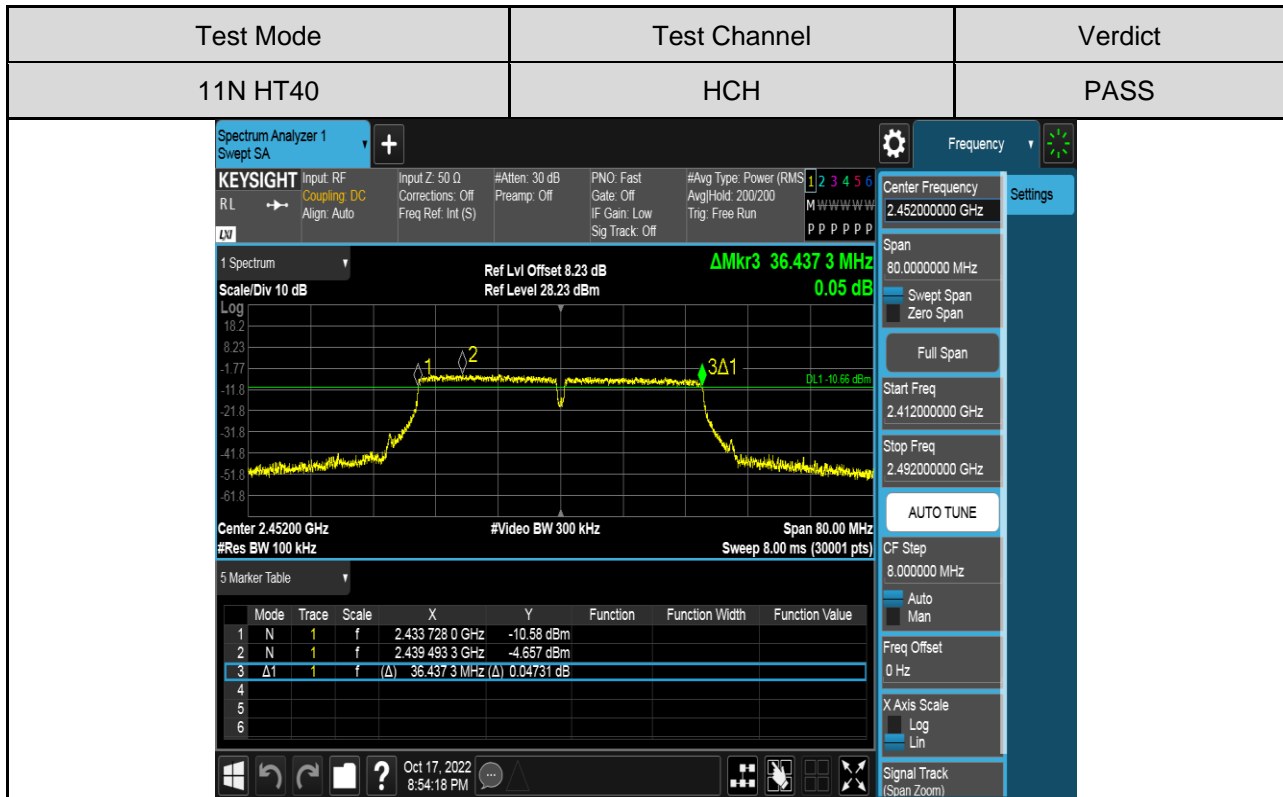 Test Mode Test Channel Verdict
11N HT40 HCH PASS
Spectrum Analyzer 1
Swept SA
+
Frequency
KEYSIGHT Input: RF Input Z: 50 Ω #Atten: 30 dB PNO: Fast #Avg Type: Power (RMS 1 2 3 4 5 6
RL Coupling: DC Corrections: Off Preamp: Off Gate: Off Avg|Hold: 200/200 M W W W W W
Align: Auto Freq Ref: Int (S) IF Gain: Low Trig: Free Run
LXI Sig Track: Off P P P P P P
1 Spectrum Ref Lvl Offset 8.23 dB ΔMkr3 36.437 3 MHz
Scale/Div 10 dB Ref Level 28.23 dBm 0.05 dB
Log
18.2
8.23
-1.77
-11.8
-21.8
-31.8
-41.8
-51.8
-61.8
1 2 3Δ1
DL1 -10.66 dBm
Center 2.45200 GHz #Video BW 300 kHz Span 80.00 MHz
#Res BW 100 kHz Sweep 8.00 ms (30001 pts)
5 Marker Table
Mode Trace Scale X Y Function Function Width Function Value
1 N 1 f 2.433 728 0 GHz -10.58 dBm
2 N 1 f 2.439 493 3 GHz -4.657 dBm
3 Δ1 1 f (Δ) 36.437 3 MHz (Δ) 0.04731 dB
4
5
6
? Oct 17, 2022
8:54:18 PM
Center Frequency
2.452000000 GHz
Settings
Span
80.0000000 MHz
Swept Span
Zero Span
Full Span
Start Freq
2.412000000 GHz
Stop Freq
2.492000000 GHz
AUTO TUNE
CF Step
8.000000 MHz
Auto
Man
Freq Offset
0 Hz
X Axis Scale
Log
Lin
Signal Track
(Span Zoom)